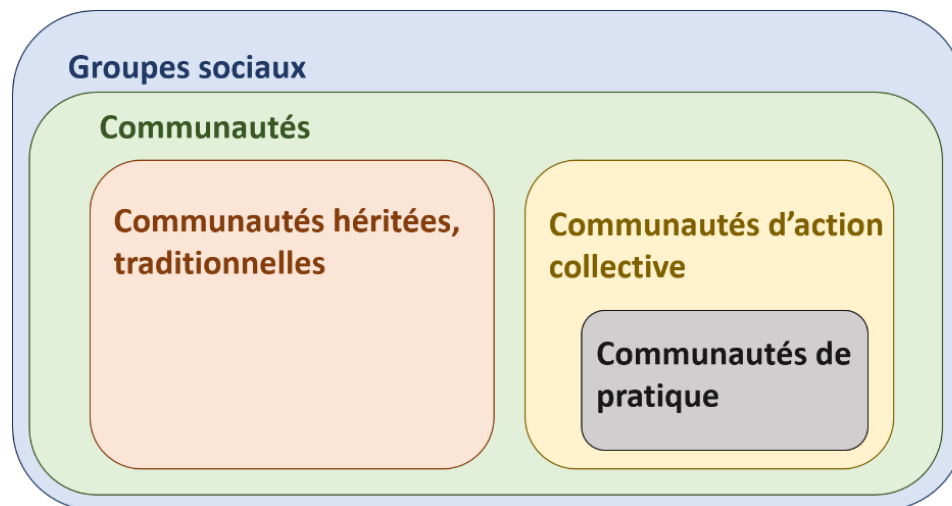 Groupes sociaux
Communautés
Communautés héritées,
traditionnelles
Communautés d’action
collective
Communautés de
pratique